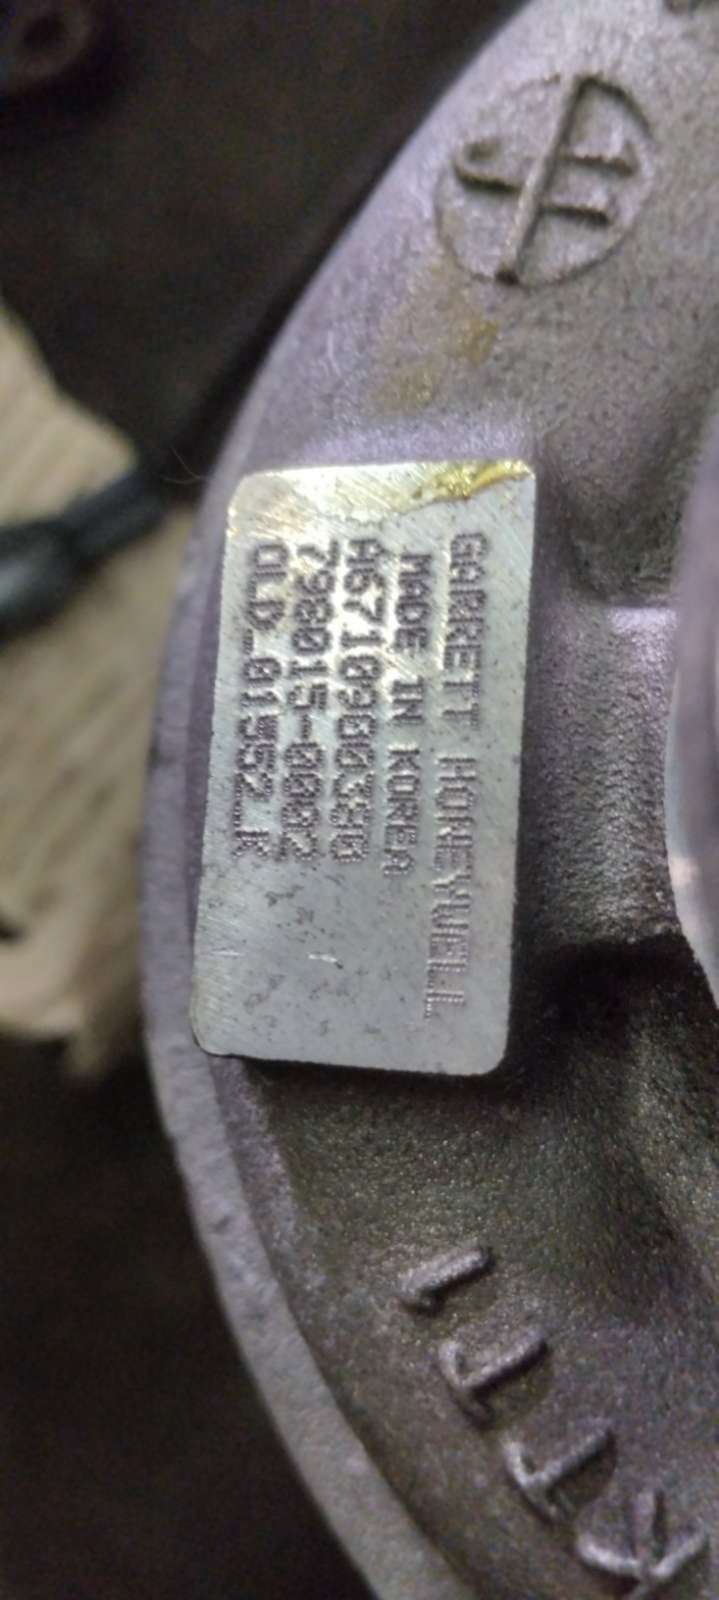 GARRETT HONEYWELL
MADE IN KOREA
A6710900380
798015-0002
OLD_01552_K